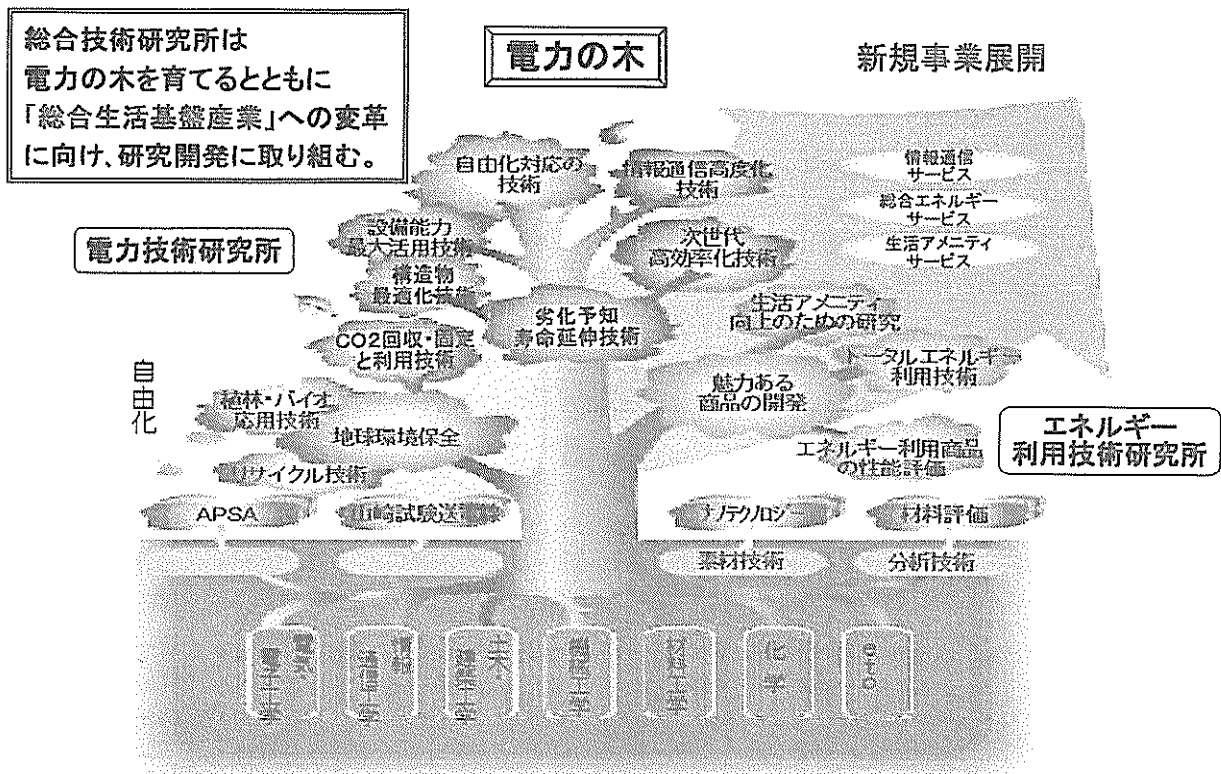 総合技術研究所は
電力の木を育てるとともに
「総合生活基盤産業」への変革
に向け、研究開発に取り組む。
電力の木
新規事業展開
自由化対応の
技術
情報通信高度化
技術
情報通信
サービス
総合エネルギー
サービス
生活アメニティ
サービス
電力技術研究所
設備能力
最大活用技術
次世代
高効率化技術
構造物
最適化技術
劣化予知
寿命延伸技術
生活アメニティ
向上のための研究
CO2回収・固定
と利用技術
トータルエネルギー
利用技術
自由化
魅力ある
商品の開発
植林・バイオ
応用技術
地球環境保全
エネルギー
利用技術研究所
エネルギー利用商品
の性能評価
リサイクル技術
APSA
試験送電線
ナノテクノロジー
材料評価
素材技術
分析技術
電気・
電子工学
情報
通信工学
土木・
建築工学
機械工学
材料工学
化学
etc